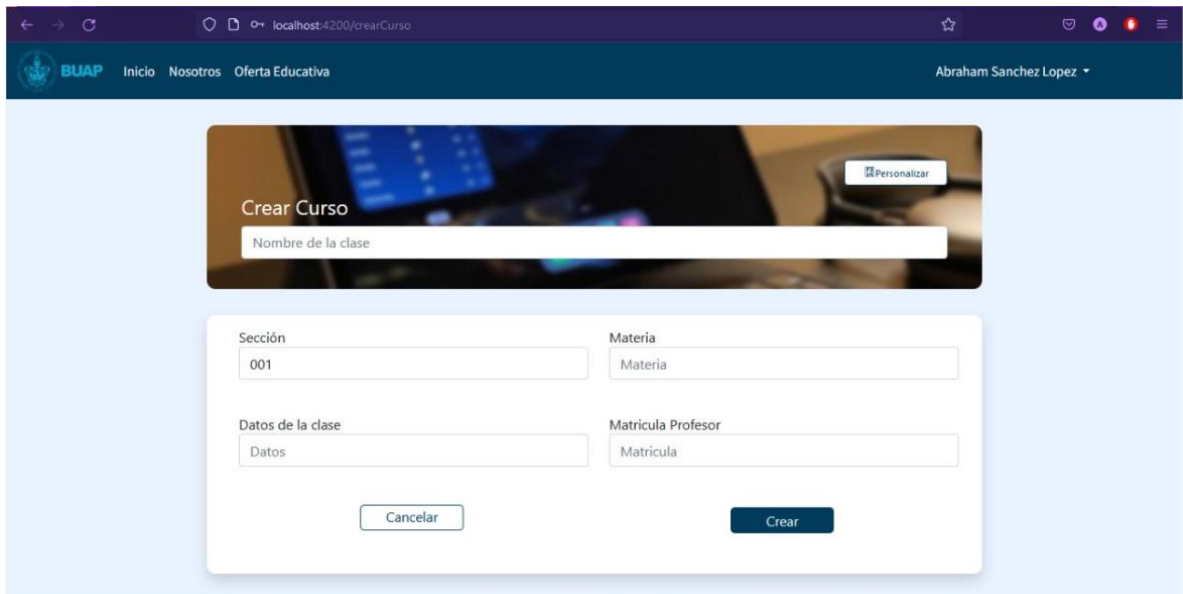 localhost:4200/crearCurso
BUAP Inicio Nosotros Oferta Educativa Abraham Sanchez Lopez
Personalizar
Crear Curso
Nombre de la clase
Sección Materia
001 Materia
Datos de la clase Matricula Profesor
Datos Matricula
Cancelar Crear